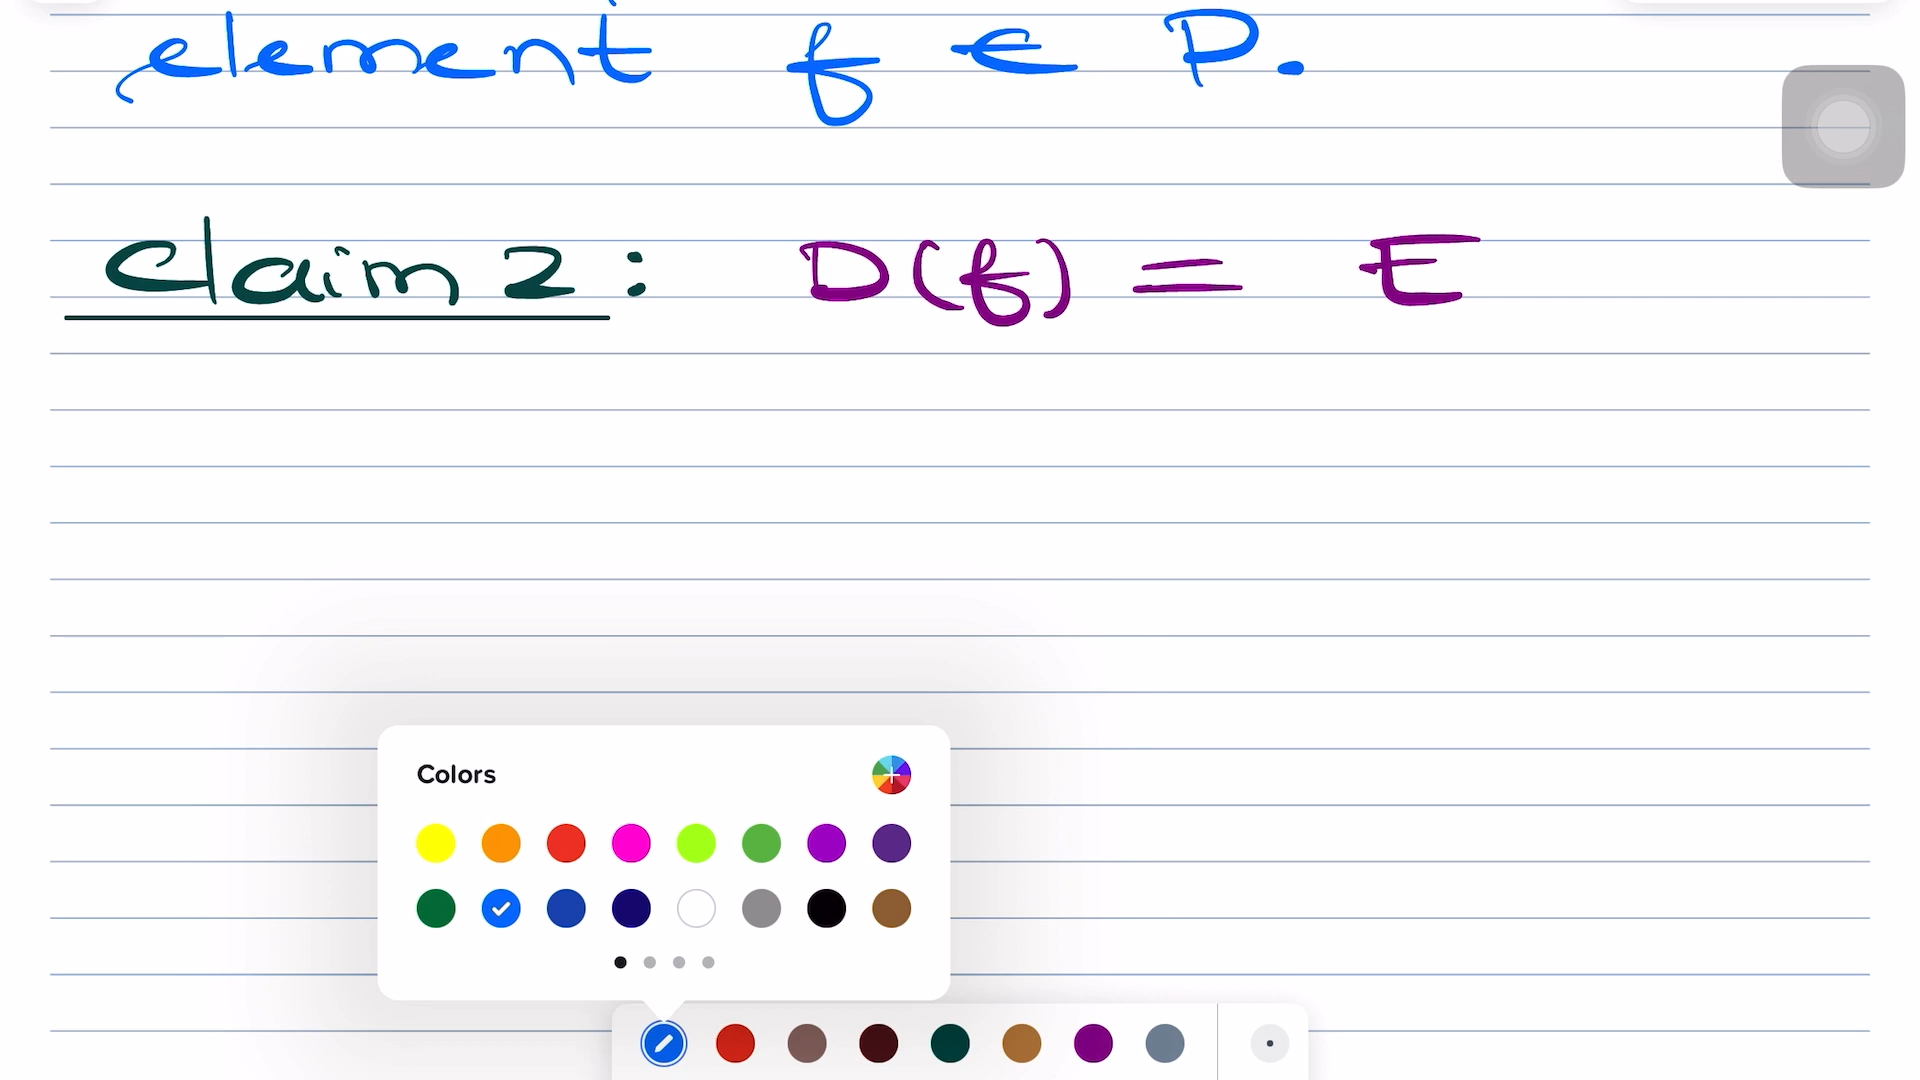 element f ∈ P.
Claim 2 : D(f) = E
Colors